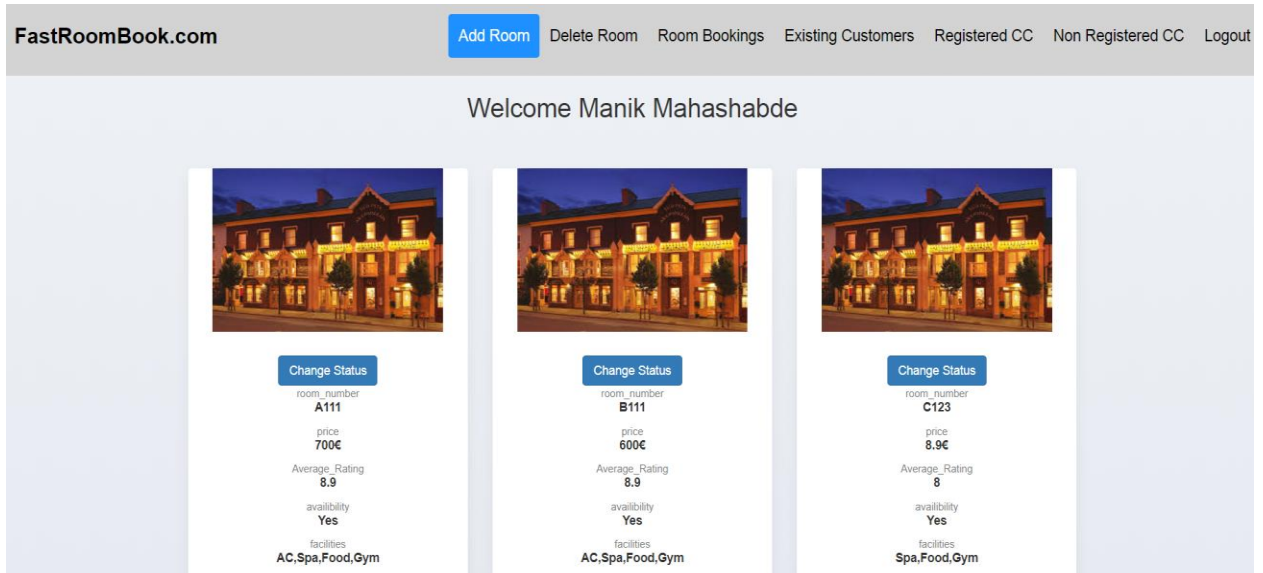 FastRoomBook.com
Add Room Delete Room Room Bookings Existing Customers Registered CC Non Registered CC Logout
Welcome Manik Mahashabde
Change Status
room_number
A111
price
700€
Average_Rating
8.9
availibility
Yes
facilities
AC,Spa,Food,Gym
Change Status
room_number
B111
price
600€
Average_Rating
8.9
availibility
Yes
facilities
AC,Spa,Food,Gym
Change Status
room_number
C123
price
8.9€
Average_Rating
8
availibility
Yes
facilities
Spa,Food,Gym